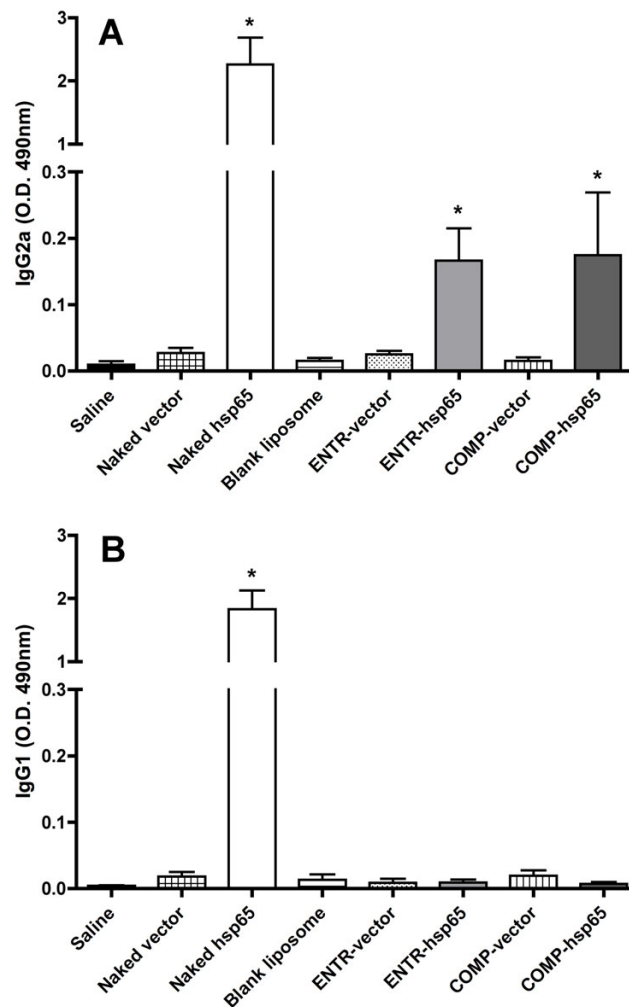 A
IgG2a (O.D. 490nm)
3
2
1
0.3
0.2
0.1
0.0
*
*
*
Saline
Naked vector
Naked hsp65
Blank liposome
ENTR-vector
ENTR-hsp65
COMP-vector
COMP-hsp65
B
IgG1 (O.D. 490nm)
3
2
1
0.3
0.2
0.1
0.0
*
Saline
Naked vector
Naked hsp65
Blank liposome
ENTR-vector
ENTR-hsp65
COMP-vector
COMP-hsp65